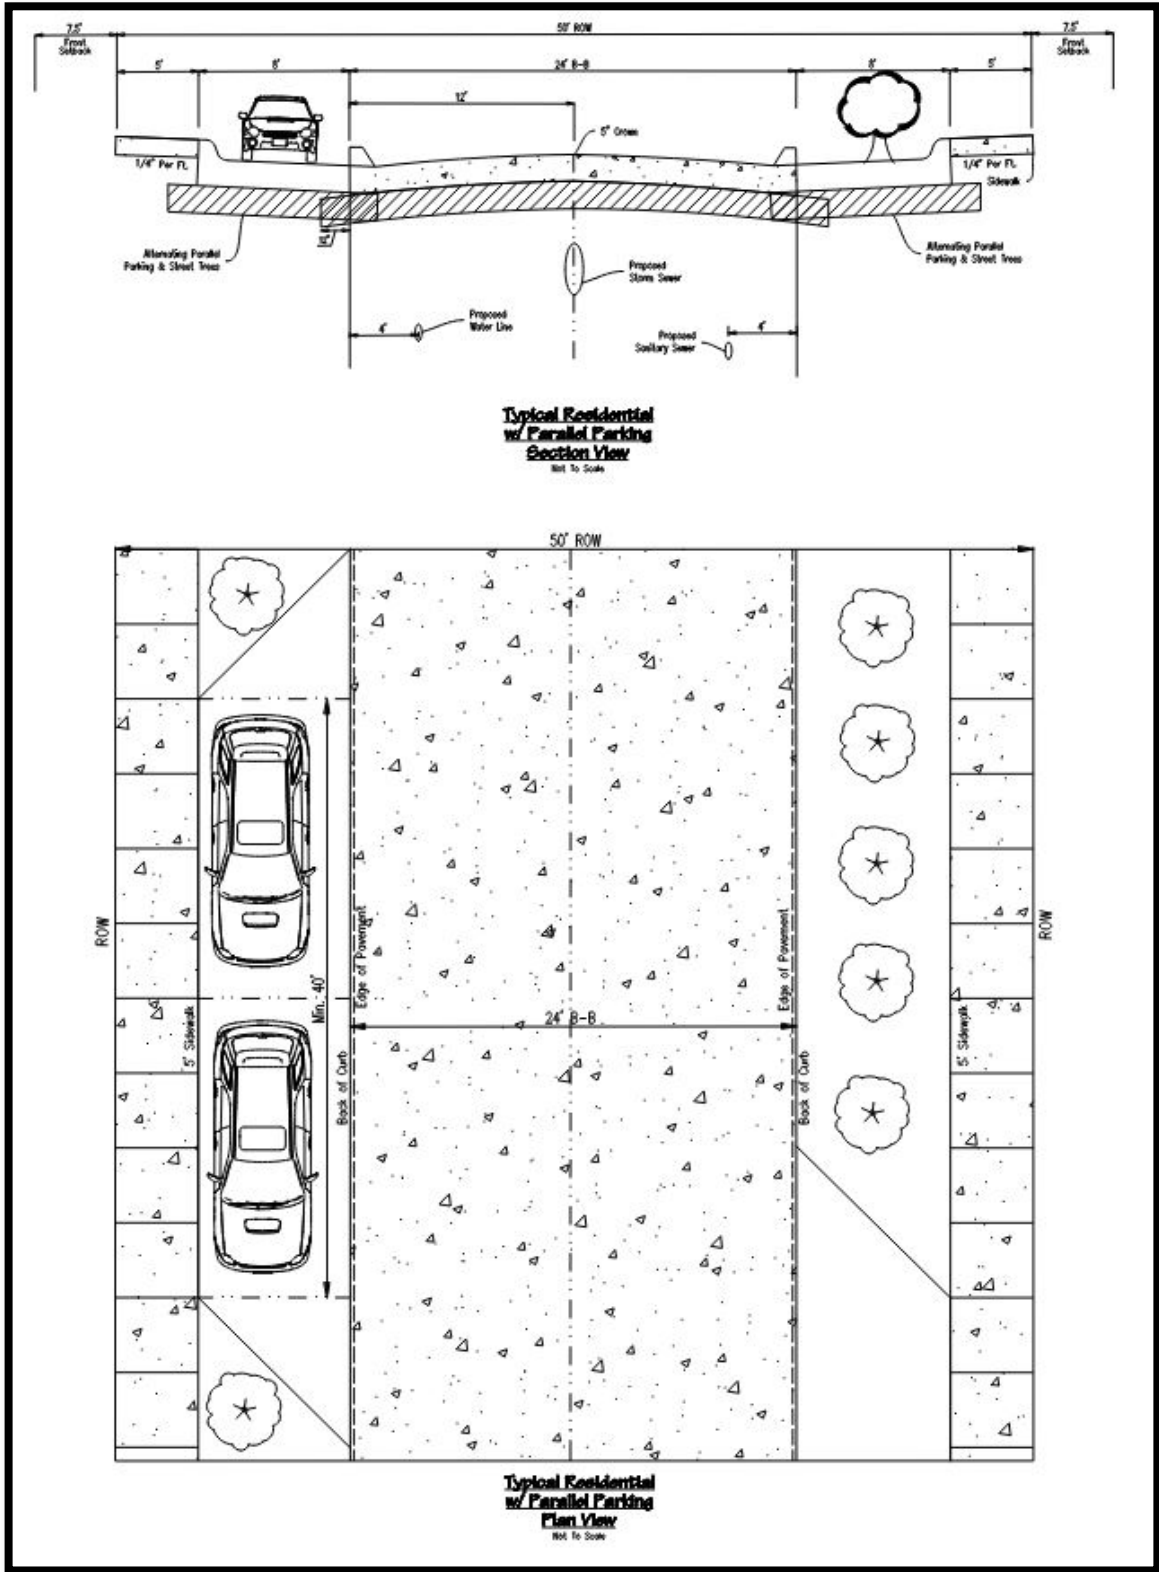 7.5'
50' ROW
7.5'
Front
Setback
Front
Setback
5'
8'
24' B-B
8'
5'
12'
5" Crown
1/4" Per Ft.
1/4" Per Ft.
Sidewalk
Alternating Parallel
Parking & Street Trees
Alternating Parallel
Parking & Street Trees
Proposed
Storm Sewer
4'
Proposed
Water Line
Proposed
Sanitary Sewer
4'
Typical Residential
w/ Parallel Parking
Section View
Not To Scale
50' ROW
ROW
5' Sidewalk
Min. 40'
Edge of Pavement
Back of Curb
24' B-B
Edge of Pavement
Back of Curb
5' Sidewalk
ROW
Typical Residential
w/ Parallel Parking
Plan View
Not To Scale